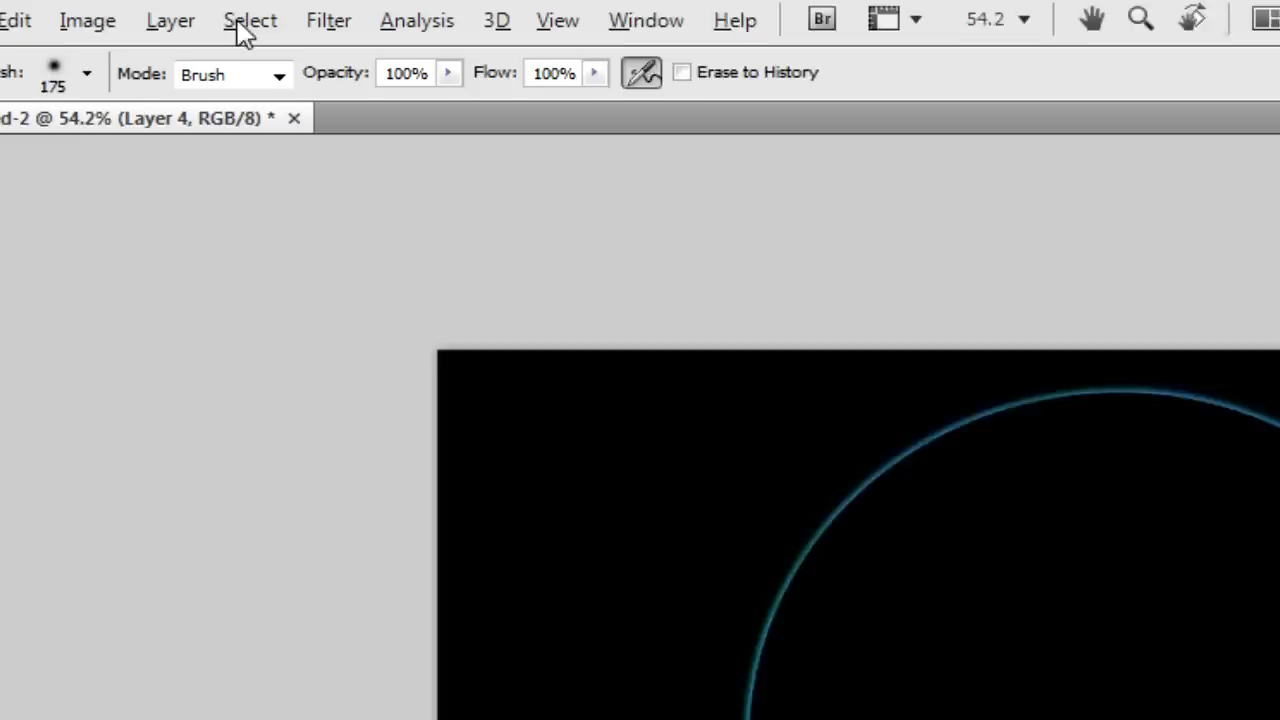 Edit Image Layer Select Filter Analysis 3D View Window Help Br 54.2
sh: 175 Mode: Brush Opacity: 100% Flow: 100% Erase to History
ed-2 @ 54.2% (Layer 4, RGB/8) * ×